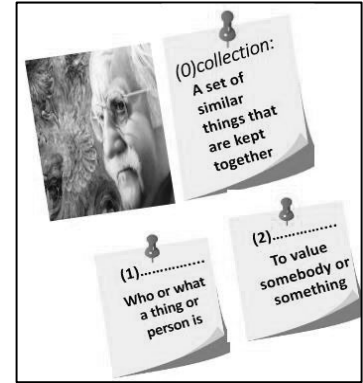 (0)collection:
A set of
similar
things that
are kept
together
(1)................
Who or what
a thing or
person is
(2)................
To value
somebody or
something